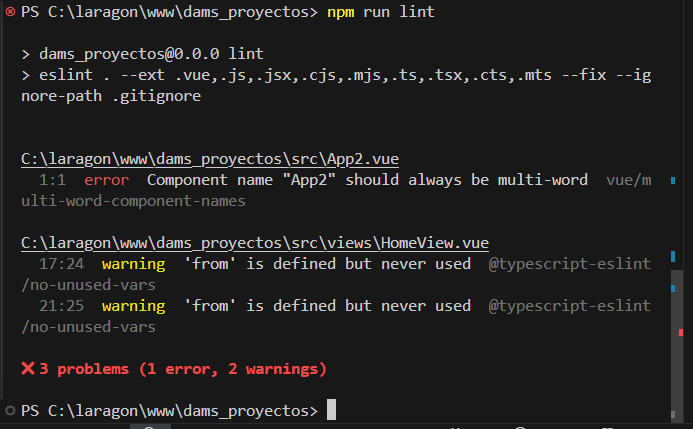 PS C:\laragon\www\dams_proyectos> npm run lint
> dams_proyectos@0.0.0 lint
> eslint . --ext .vue,.js,.jsx,.cjs,.mjs,.ts,.tsx,.cts,.mts --fix --ig
nore-path .gitignore
C:\laragon\www\dams_proyectos\src\App2.vue
1:1 error Component name "App2" should always be multi-word vue/m
ulti-word-component-names
C:\laragon\www\dams_proyectos\src\views\HomeView.vue
17:24 warning 'from' is defined but never used @typescript-eslint
/no-unused-vars
21:25 warning 'from' is defined but never used @typescript-eslint
/no-unused-vars
❌ 3 problems (1 error, 2 warnings)
PS C:\laragon\www\dams_proyectos>